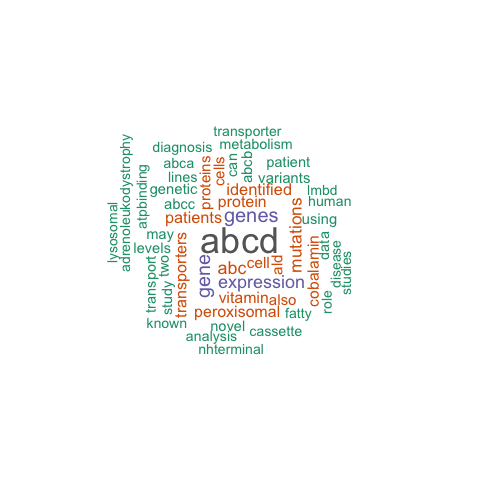 transporter
diagnosis metabolism
abca proteins cells can abcb patient
lines variants
genetic identified lmbd
adrenoleukodystrophy atpbinding abcc protein human
patients genes using
lysosomal may abcd mutations data
levels transporters gene abc cell ald cobalamin disease
transport two expression studies
study vitamin also role
peroxisomal fatty
known novel cassette
analysis
nhterminal